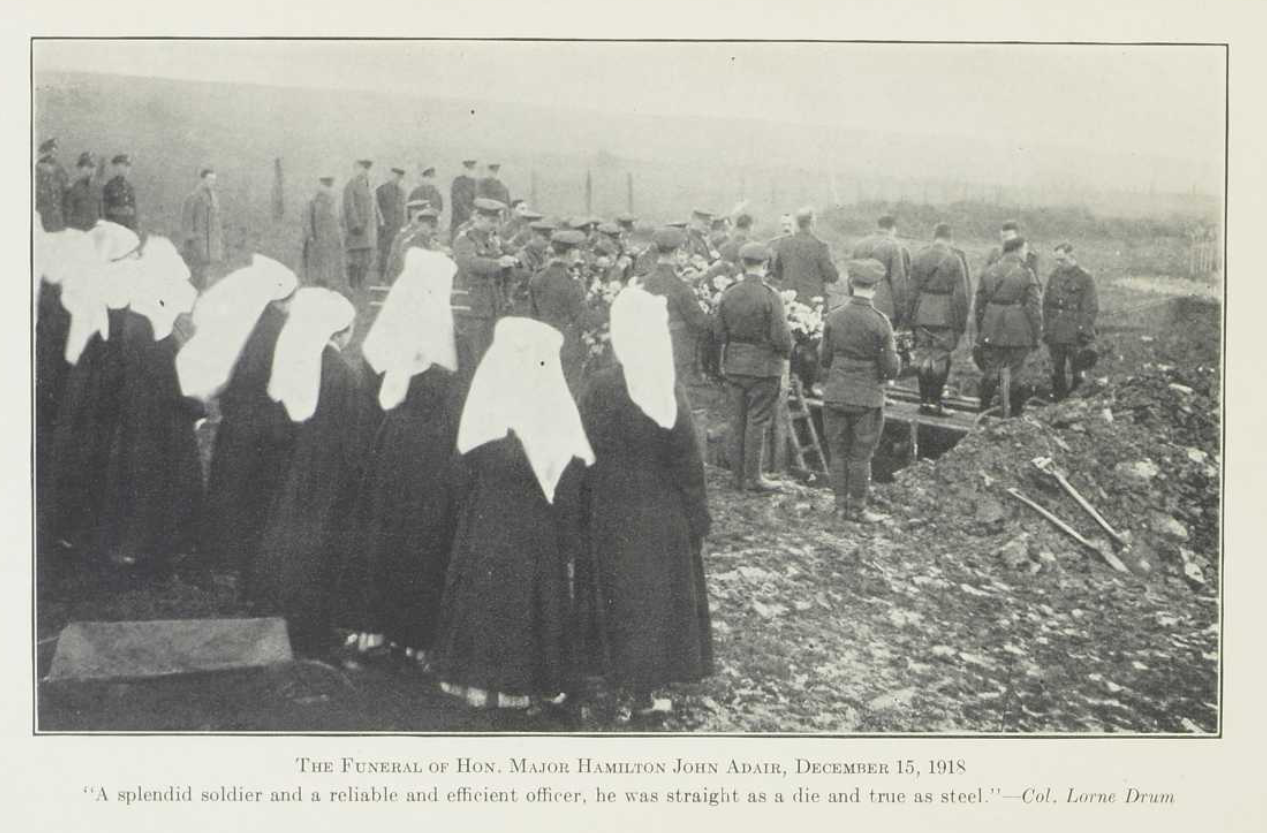 The Funeral of Hon. Major Hamilton John Adair, December 15, 1918
“A splendid soldier and a reliable and efficient officer, he was straight as a die and true as steel.”—Col. Lorne Drum